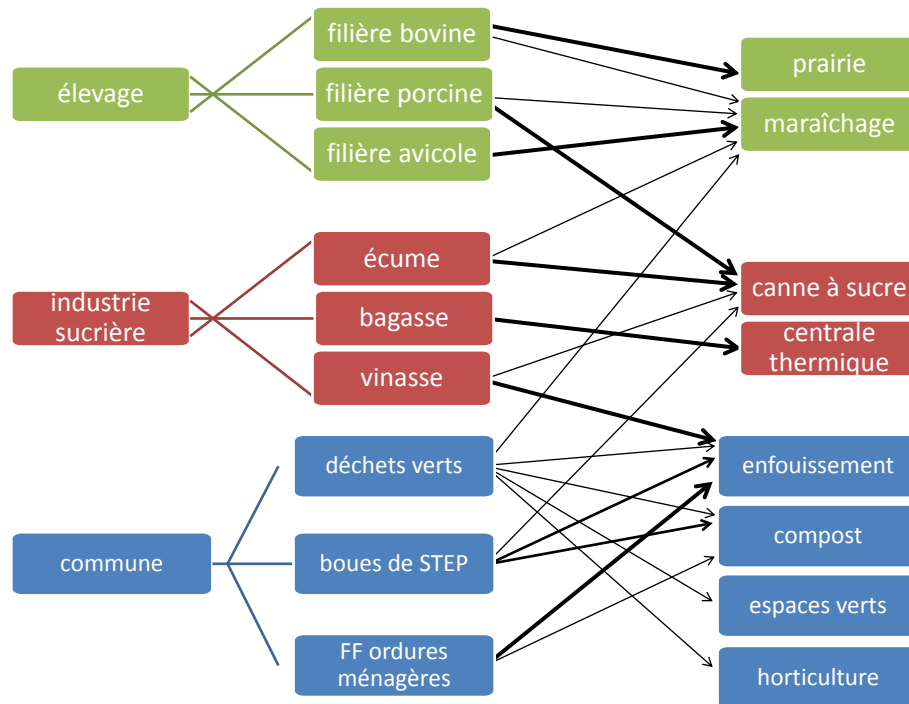 élevage
filière bovine
filière porcine
filière avicole
prairie
maraîchage
industrie
sucrière
écume
bagasse
vinasse
canne à sucre
centrale
thermique
commune
déchets verts
boues de STEP
FF ordures
ménagères
enfouissement
compost
espaces verts
horticulture